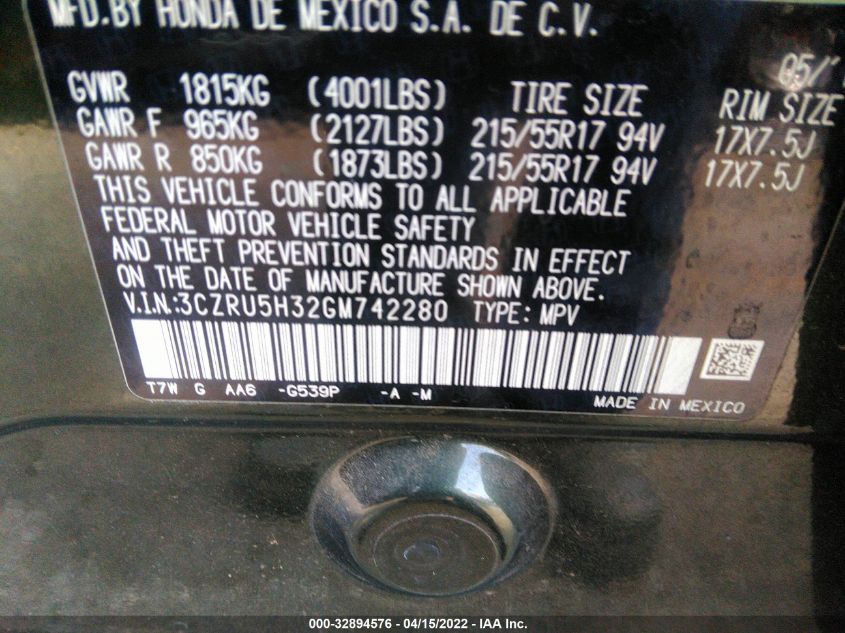 MFD.BY HONDA DE MEXICO S.A. DE C.V.
05/
GVWR 1815KG (4001LBS) TIRE SIZE RIM SIZE
GAWR F 965KG (2127LBS) 215/55R17 94V 17X7.5J
GAWR R 850KG (1873LBS) 215/55R17 94V 17X7.5J
THIS VEHICLE CONFORMS TO ALL APPLICABLE
FEDERAL MOTOR VEHICLE SAFETY
AND THEFT PREVENTION STANDARDS IN EFFECT
ON THE DATE OF MANUFACTURE SHOWN ABOVE.
V.I.N:3CZRU5H32GM742280 TYPE: MPV
T7W G AA6 -G539P -A -M
MADE IN MEXICO
000-32894576 - 04/15/2022 - IAA Inc.